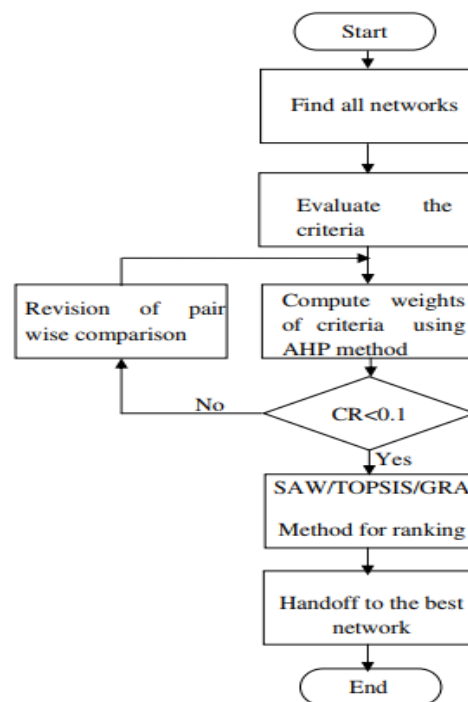 Start
Find all networks
Evaluate the
criteria
Revision of pair
wise comparison
Compute weights
of criteria using
AHP method
No
CR<0.1
Yes
SAW/TOPSIS/GRA
Method for ranking
Handoff to the best
network
End